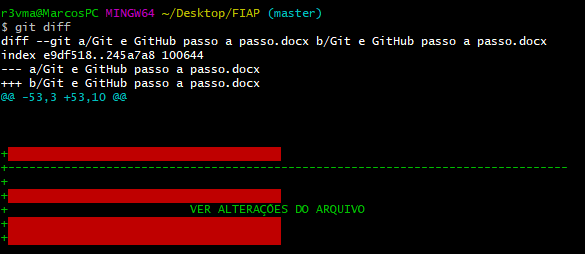 r3vma@MarcosPC MINGW64 ~/Desktop/FIAP (master)
$ git diff
diff --git a/Git e GitHub passo a passo.docx b/Git e GitHub passo a passo.docx
index e9df518..245a7a8 100644
--- a/Git e GitHub passo a passo.docx
+++ b/Git e GitHub passo a passo.docx
@@ -53,3 +53,10 @@
+
+--------------------------------------------------------------------------------
+
+
+ VER ALTERAÇÕES DO ARQUIVO
+
+